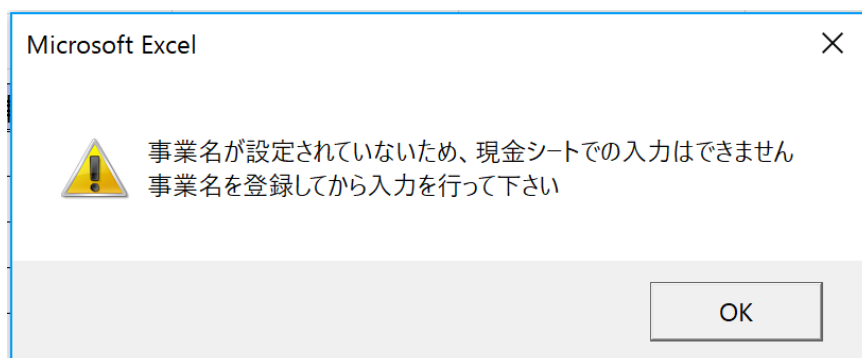 Microsoft Excel
事業名が設定されていないため、現金シートでの入力はできません
事業名を登録してから入力を行って下さい
OK